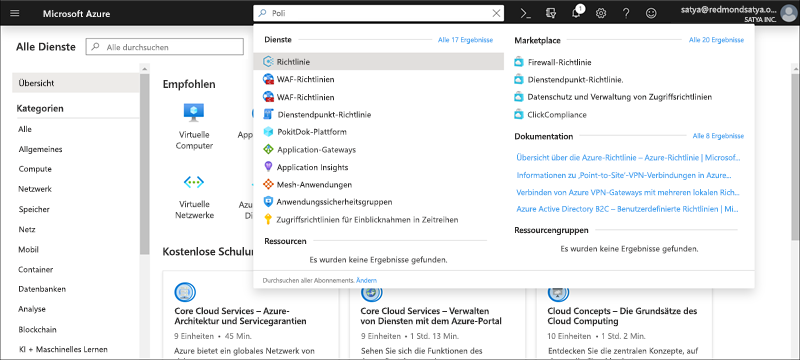 Microsoft Azure
Poli
1
satya@redmondsatya.o...
SATYA INC.
Alle Dienste
Alle durchsuchen
Übersicht
Kategorien
Alle
Allgemeines
Compute
Netzwerk
Speicher
Netz
Mobil
Container
Datenbanken
Analyse
Blockchain
KI + Maschinelles Lernen
Empfohlen
Virtuelle
Computer
Virtuelle
Netzwerke
Dienste
Alle 17 Ergebnisse
Richtlinie
WAF-Richtlinien
WAF-Richtlinien
Dienstendpunkt-Richtlinie
PokitDok-Plattform
Application-Gateways
Application Insights
Mesh-Anwendungen
Anwendungssicherheitsgruppen
Zugriffsrichtlinien für Einblicknahmen in Zeitreihen
Ressourcen
Es wurden keine Ergebnisse gefunden.
Marketplace
Alle 20 Ergebnisse
Firewall-Richtlinie
Dienstendpunkt-Richtlinie.
Datenschutz und Verwaltung von Zugriffsrichtlinien
ClickCompliance
Dokumentation
Alle 8 Ergebnisse
Übersicht über die Azure-Richtlinie – Azure-Richtlinie | Microsof...
Informationen zu ‚Point-to-Site'-VPN-Verbindungen in Azure...
Verbinden von Azure VPN-Gateways mit mehreren lokalen Rich...
Azure Active Directory B2C – Benutzerdefinierte Richtlinien | Mi...
Ressourcengruppen
Es wurden keine Ergebnisse gefunden.
Durchsuchen aller Abonnements. Ändern
Kostenlose Schulun
Core Cloud Services – Azure-
Architektur und Servicegarantien
9 Einheiten • 45 Min.
Azure bietet ein globales Netzwerk von
Core Cloud Services – Verwalten
von Diensten mit dem Azure-Portal
9 Einheiten • 1 Std. 13 Min.
Sehen Sie sich die Funktionen des
Cloud Concepts – Die Grundsätze des
Cloud Computing
10 Einheiten • 1 Std. 2 Min.
Entdecken Sie die zentralen Konzepte, auf